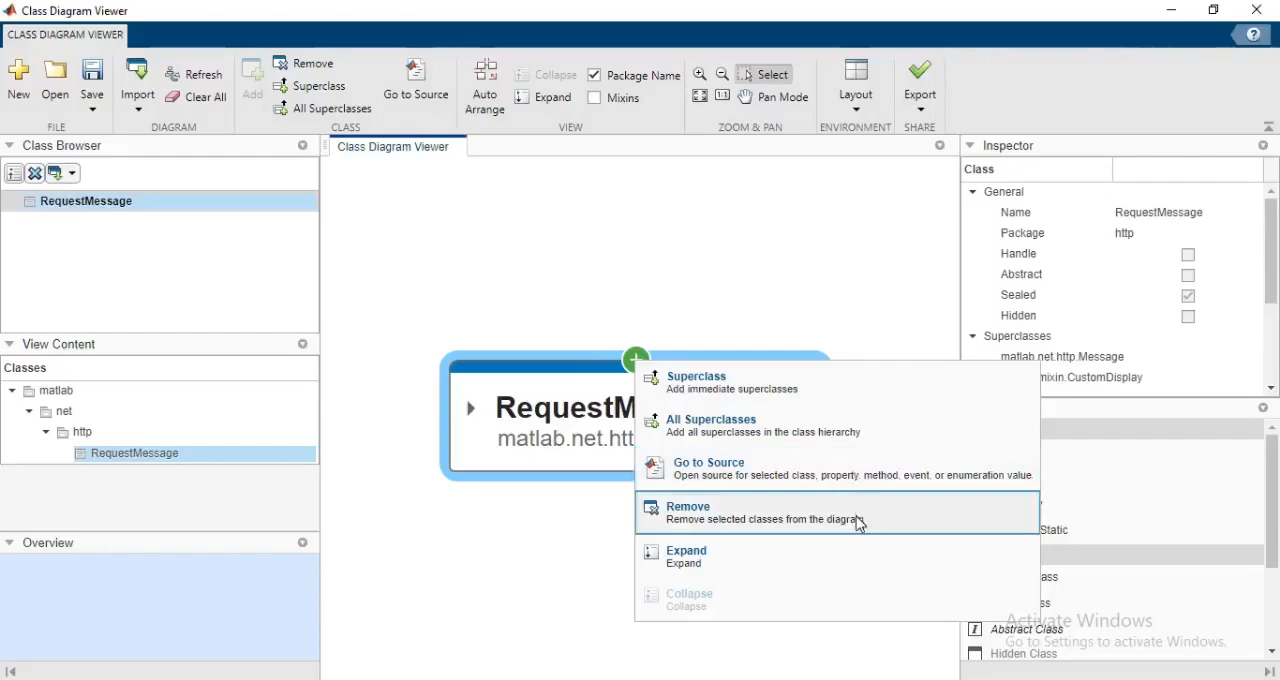 Class Diagram Viewer
CLASS DIAGRAM VIEWER
?
New
Open
Save
FILE
Import
Refresh
Clear All
DIAGRAM
Add
Remove
Superclass
All Superclasses
Go to Source
CLASS
Auto
Arrange
Collapse
Expand
Package Name
Mixins
VIEW
1:1
Select
Pan Mode
ZOOM & PAN
Layout
ENVIRONMENT
Export
SHARE
Class Browser
RequestMessage
View Content
Classes
matlab
net
http
RequestMessage
Overview
Class Diagram Viewer
RequestM
matlab.net.htt
Superclass
Add immediate superclasses
All Superclasses
Add all superclasses in the class hierarchy
Go to Source
Open source for selected class, property, method, event, or enumeration value.
Remove
Remove selected classes from the diagram
Expand
Expand
Collapse
Collapse
Inspector
Class
General
Name RequestMessage
Package http
Handle
Abstract
Sealed
Hidden
Superclasses
matlab.net.http.Message
mixin.CustomDisplay
Static
ass
ss
Abstract Class
Hidden Class
Activate Windows
Go to Settings to activate Windows.